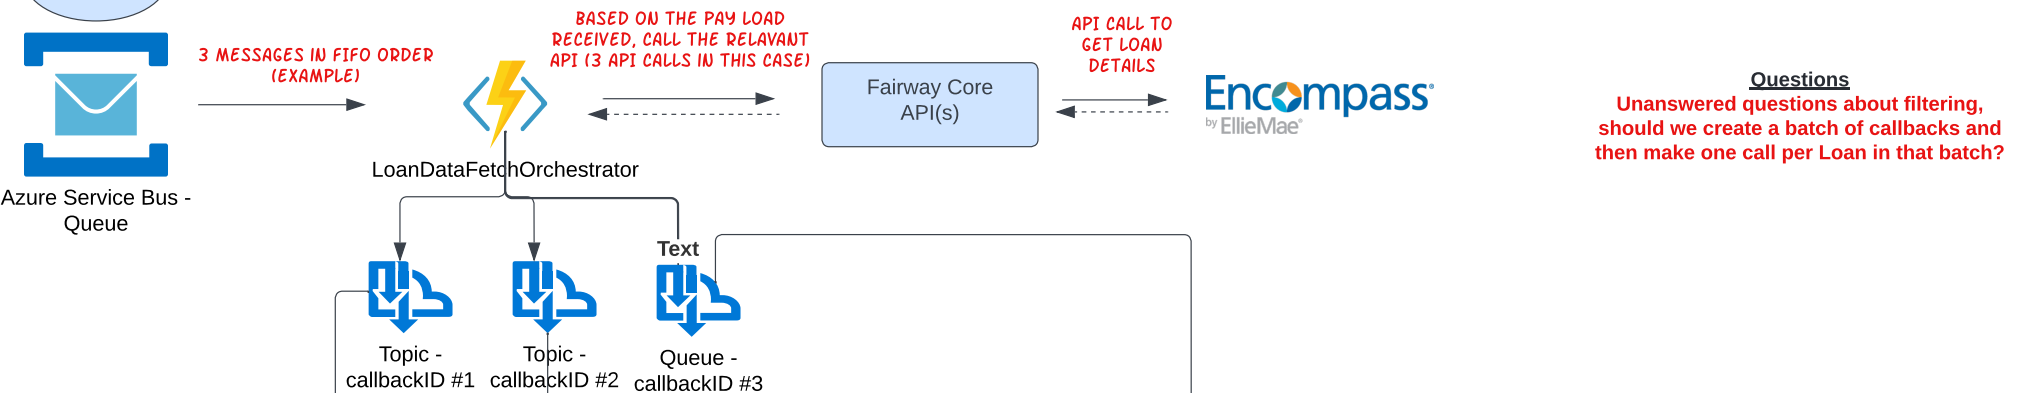 3 MESSAGES IN FIFO ORDER
(EXAMPLE)
BASED ON THE PAY LOAD
RECEIVED, CALL THE RELAVANT
API (3 API CALLS IN THIS CASE)
API CALL TO
GET LOAN
DETAILS
Fairway Core
API(s)
Encompass®
by EllieMae®
Questions
Unanswered questions about filtering,
should we create a batch of callbacks and
then make one call per Loan in that batch?
LoanDataFetchOrchestrator
Azure Service Bus -
Queue
Text
Topic -
callbackID #1
Topic -
callbackID #2
Queue -
callbackID #3